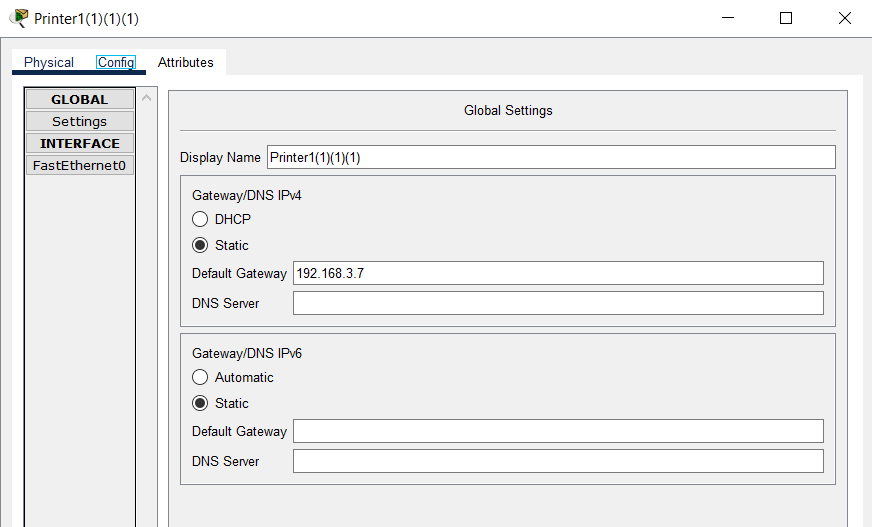 Printer1(1)(1)(1)
Physical Config Attributes
GLOBAL
Settings
INTERFACE
FastEthernet0
Global Settings
Display Name Printer1(1)(1)(1)
Gateway/DNS IPv4
DHCP
Static
Default Gateway 192.168.3.7
DNS Server
Gateway/DNS IPv6
Automatic
Static
Default Gateway
DNS Server